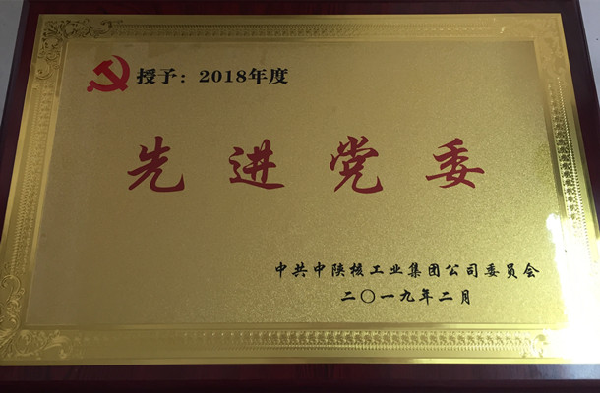 授予：2018年度
先进党委
中共中陕核工业集团公司委员会
二〇一九年二月